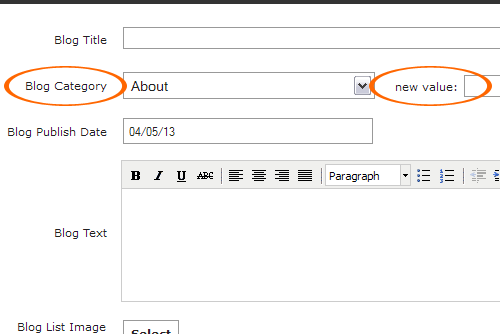 Blog Title
Blog Category About new value:
Blog Publish Date 04/05/13
B I U ABC Paragraph
Blog Text
Blog List Image Select